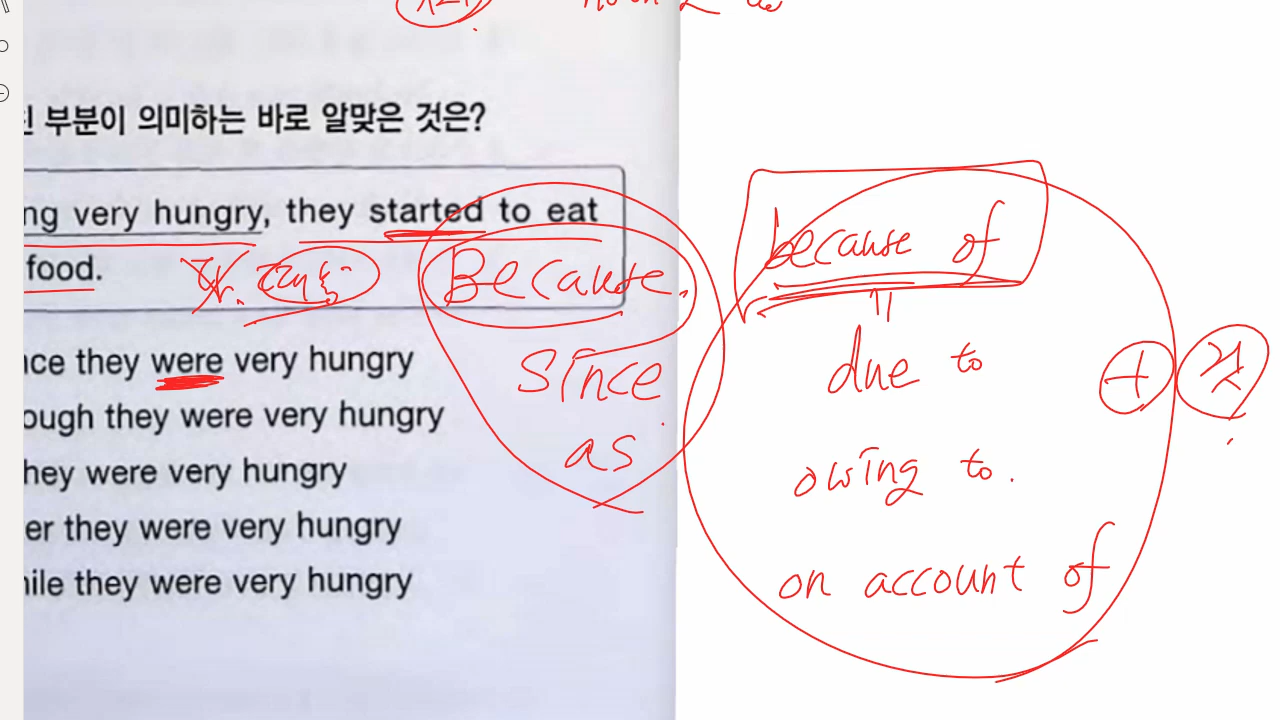 부분이 의미하는 바로 알맞은 것은?
ng very hungry, they started to eat
food.
Because.
since
as
nce they were very hungry
ough they were very hungry
hey were very hungry
er they were very hungry
hile they were very hungry
because of
due to
owing to.
on account of
+